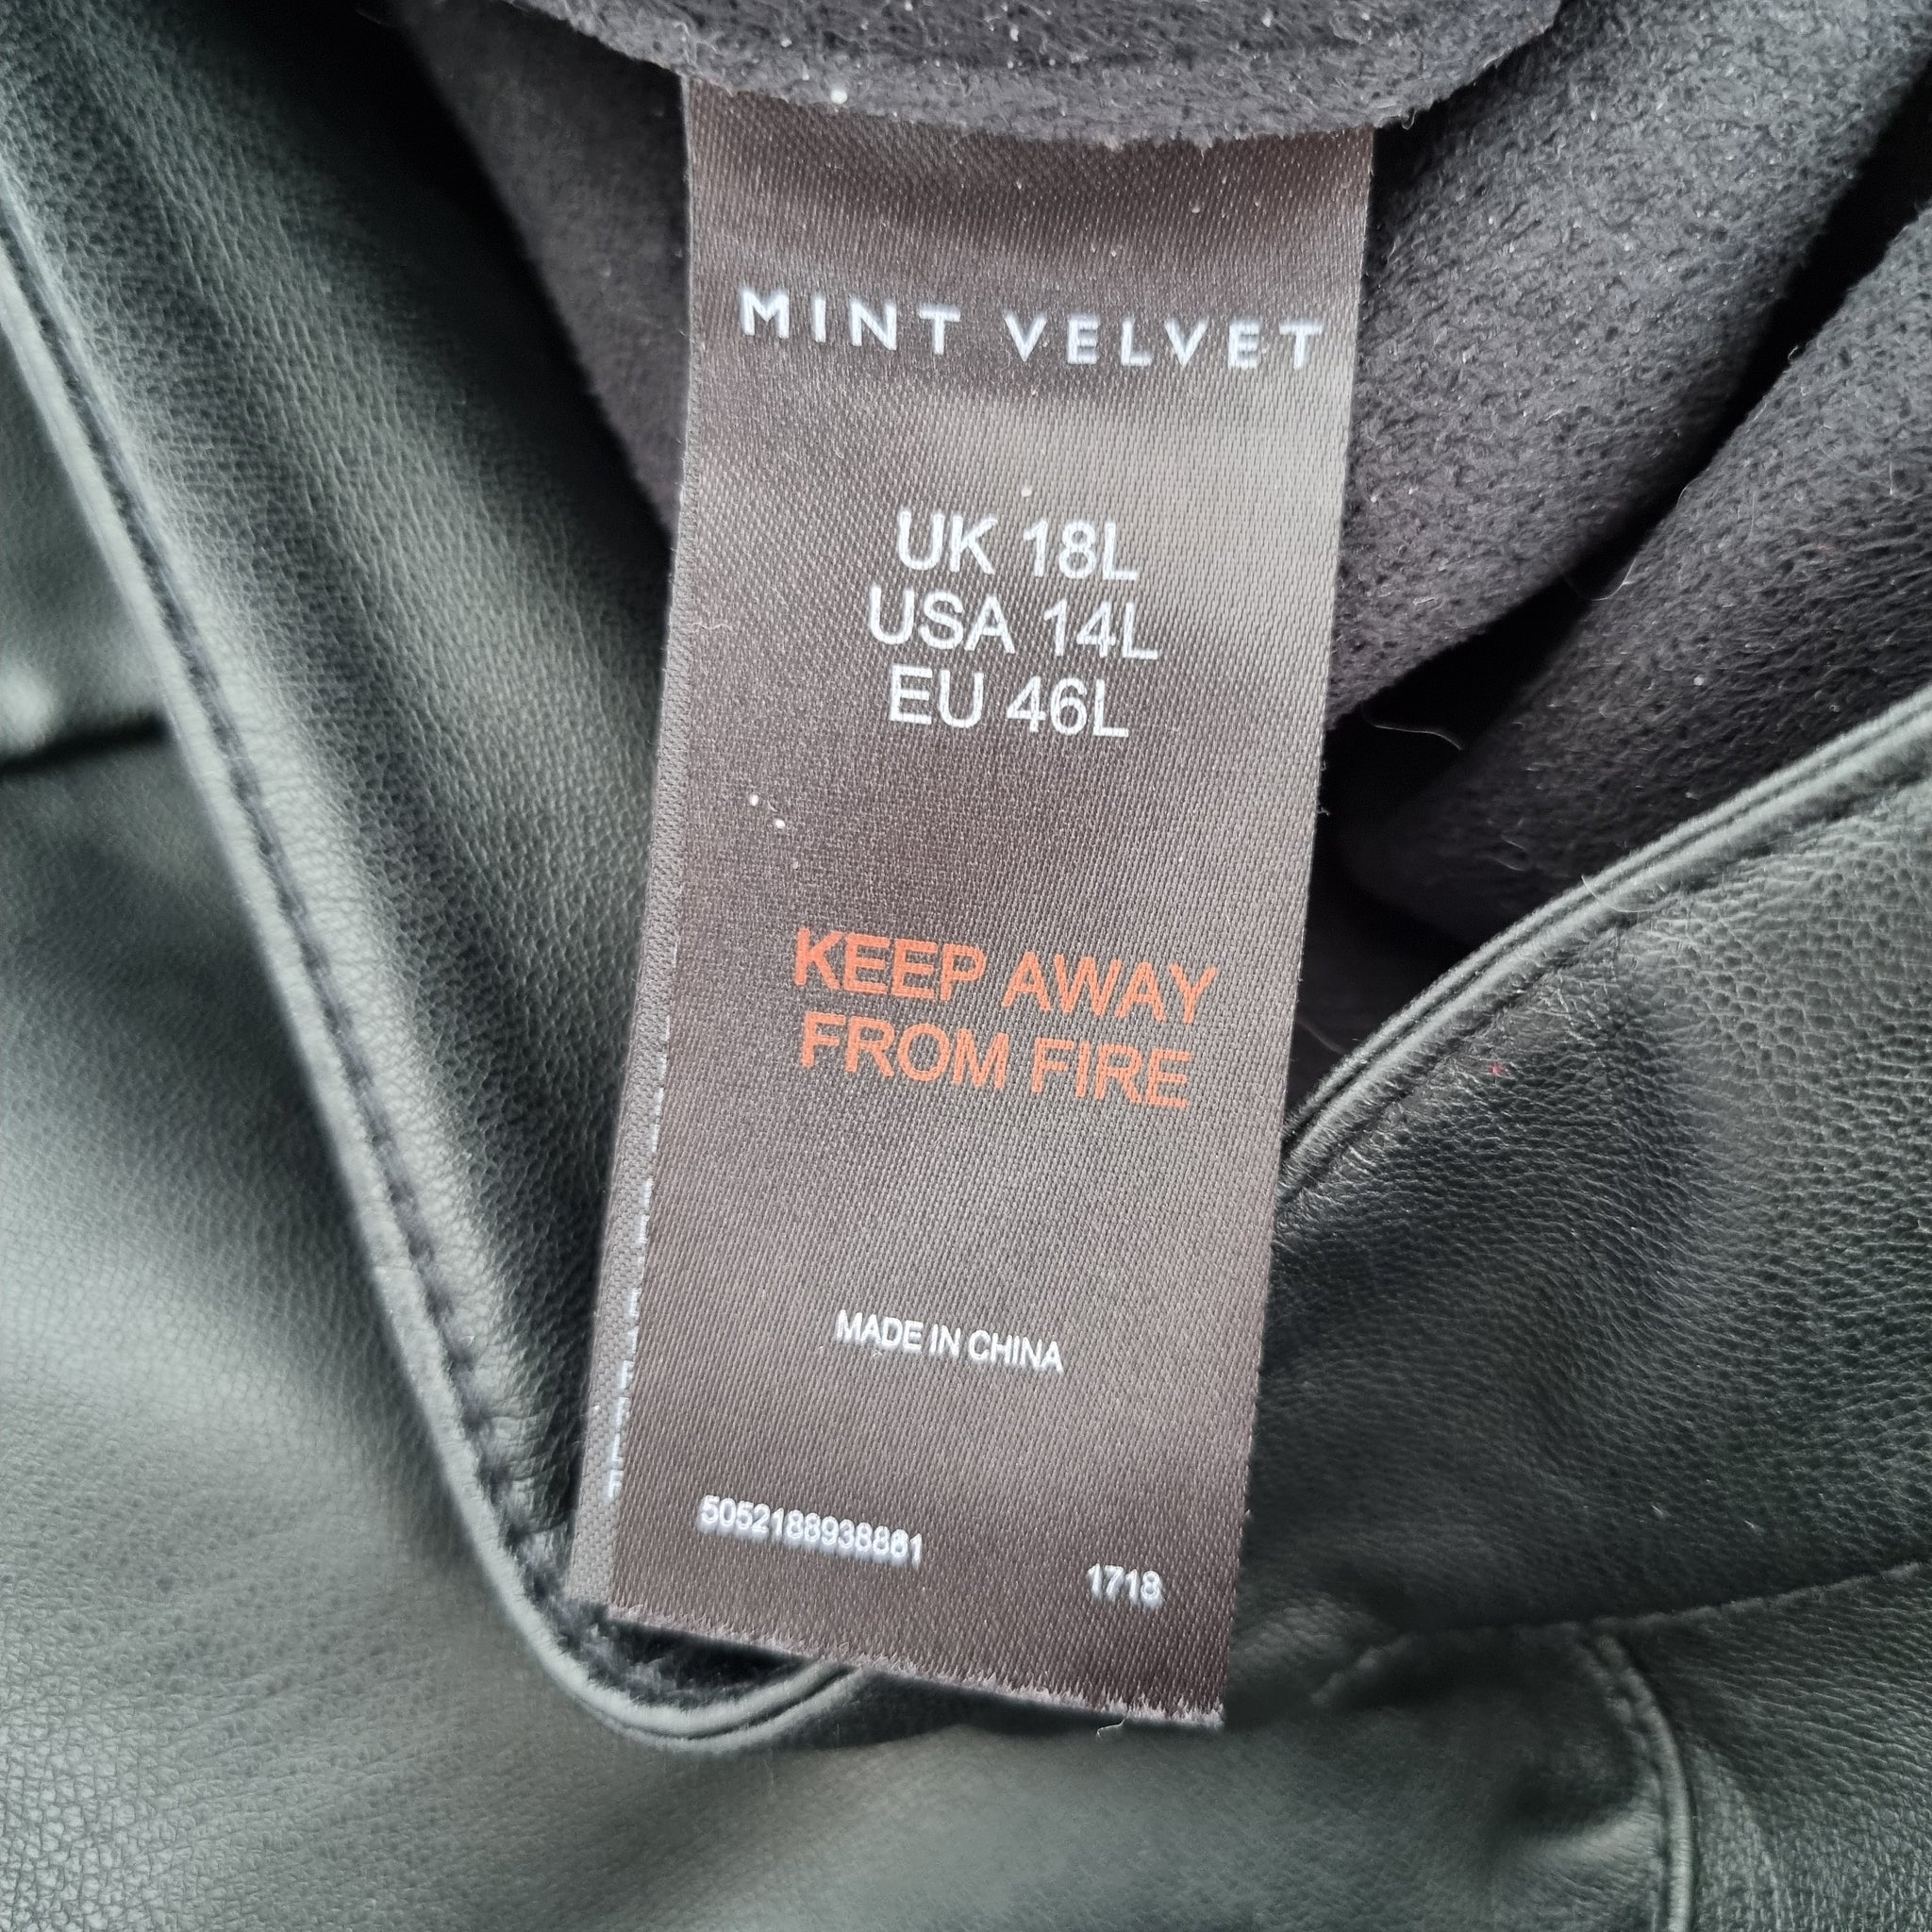 MINT VELVET
UK 18L
USA 14L
EU 46L
KEEP AWAY
FROM FIRE
MADE IN CHINA
5052188938881
1718